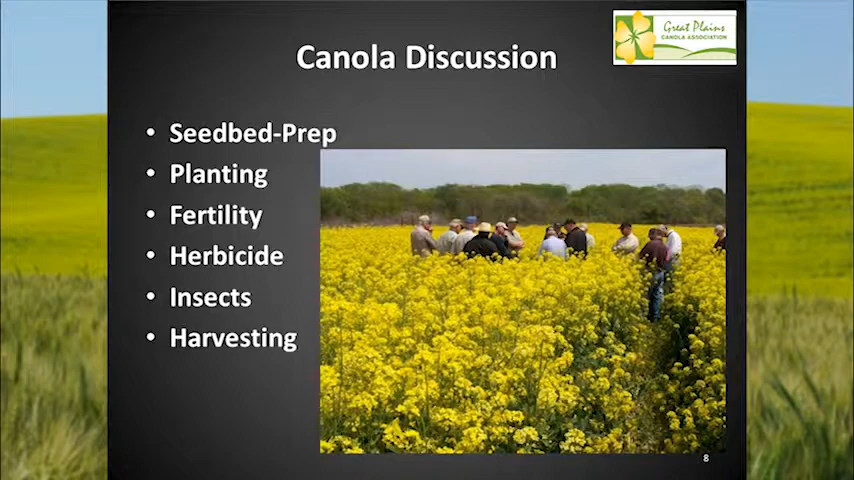 Great Plains
CANOLA ASSOCIATION
Canola Discussion
• Seedbed-Prep
• Planting
• Fertility
• Herbicide
• Insects
• Harvesting
8